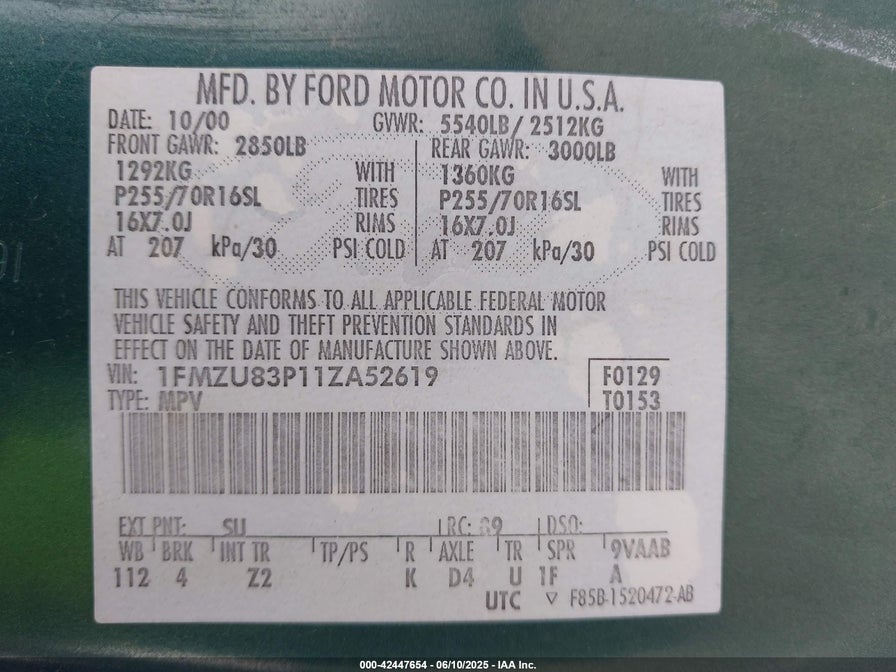 MFD. BY FORD MOTOR CO. IN U.S.A.
DATE: 10/00 GVWR: 5540LB/ 2512KG
FRONT GAWR: 2850LB REAR GAWR: 3000LB
1292KG WITH 1360KG WITH
P255/70R16SL TIRES P255/70R16SL TIRES
16X7.0J RIMS 16X7.0J RIMS
AT 207 kPa/30 PSI COLD AT 207 kPa/30 PSI COLD
THIS VEHICLE CONFORMS TO ALL APPLICABLE FEDERAL MOTOR
VEHICLE SAFETY AND THEFT PREVENTION STANDARDS IN
EFFECT ON THE DATE OF MANUFACTURE SHOWN ABOVE.
VIN: 1FMZU83P11ZA52619 F0129
TYPE: MPV T0153
EXT PNT: SU RC: 39 DSO:
WB BRK INT TR TP/PS R AXLE TR SPR 9VAAB
112 4 Z2 K D4 U 1F A
UTC ▽ F85B-1520472-AB
000-42447654 - 06/10/2025 - IAA Inc.